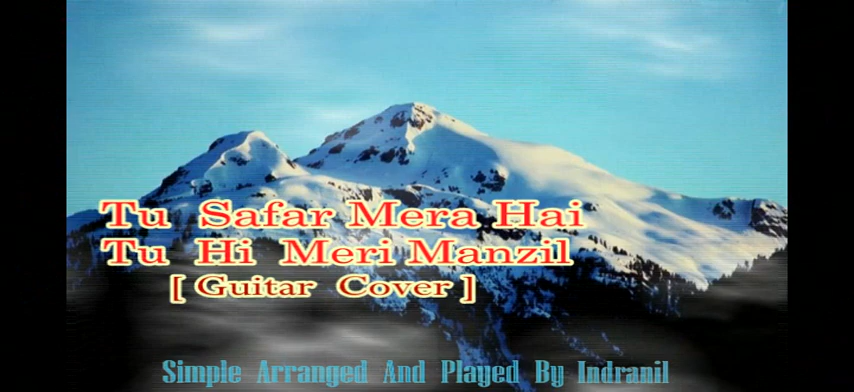 Tu Safar Mera Hai
Tu Hi Meri Manzil
[ Guitar Cover ]
Simple Arranged And Played By Indranil